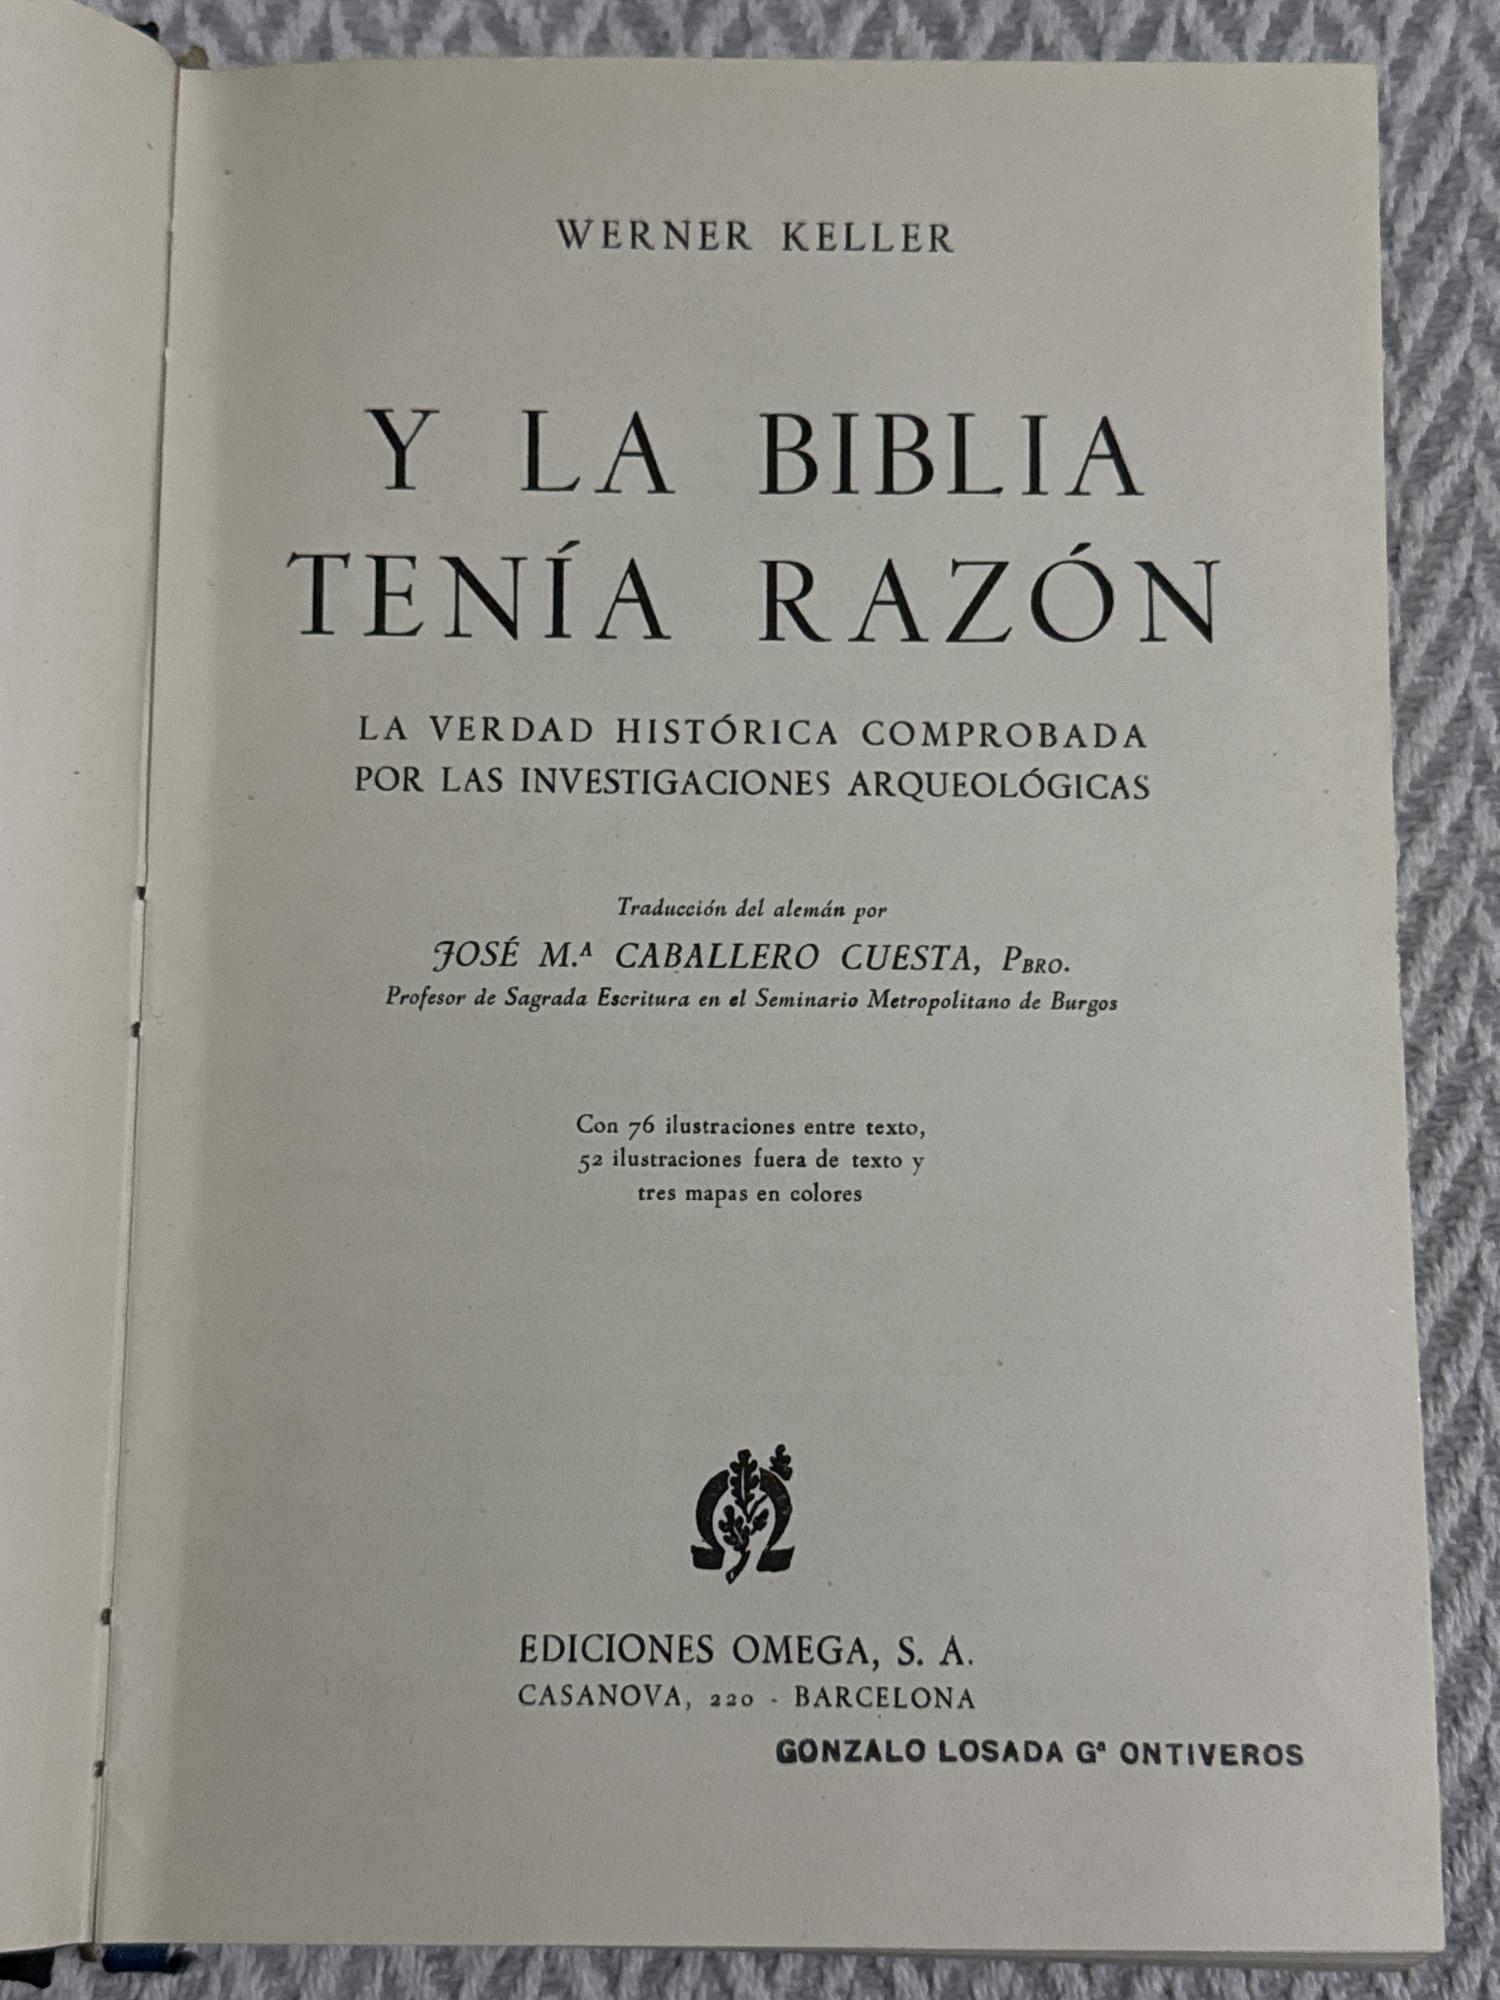 WERNER KELLER
Y LA BIBLIA
TENÍA RAZÓN
LA VERDAD HISTÓRICA COMPROBADA
POR LAS INVESTIGACIONES ARQUEOLÓGICAS
Traducción del alemán por
JOSÉ M.ª CABALLERO CUESTA, PBRO.
Profesor de Sagrada Escritura en el Seminario Metropolitano de Burgos
Con 76 ilustraciones entre texto,
52 ilustraciones fuera de texto y
tres mapas en colores
EDICIONES OMEGA, S. A.
CASANOVA, 220 - BARCELONA
GONZALO LOSADA Gª ONTIVEROS